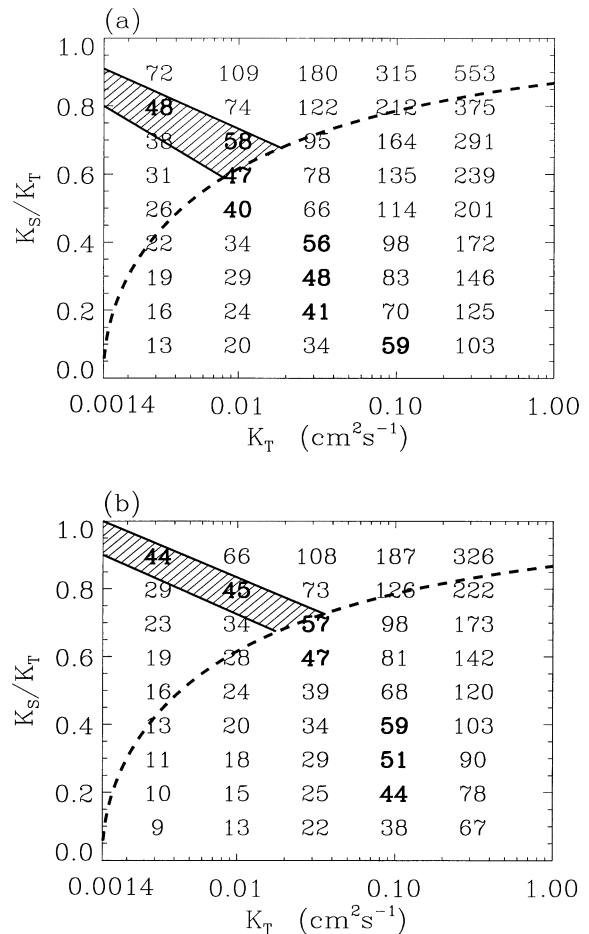 (a)
1.0
72 109 180 315 553
0.8 48 74 122 212 375
38 58 95 164 291
0.6 31 47 78 135 239
26 40 66 114 201
0.4 22 34 56 98 172
19 29 48 83 146
0.2 16 24 41 70 125
13 20 34 59 103
0.0
K_S/K_T
0.0014 0.01 0.10 1.00
K_T (cm²s⁻¹)
(b)
1.0
44 66 108 187 326
0.8 29 45 73 126 222
23 34 57 98 173
0.6 19 28 47 81 142
16 24 39 68 120
0.4 13 20 34 59 103
11 18 29 51 90
0.2 10 15 25 44 78
9 13 22 38 67
0.0
K_S/K_T
0.0014 0.01 0.10 1.00
K_T (cm²s⁻¹)